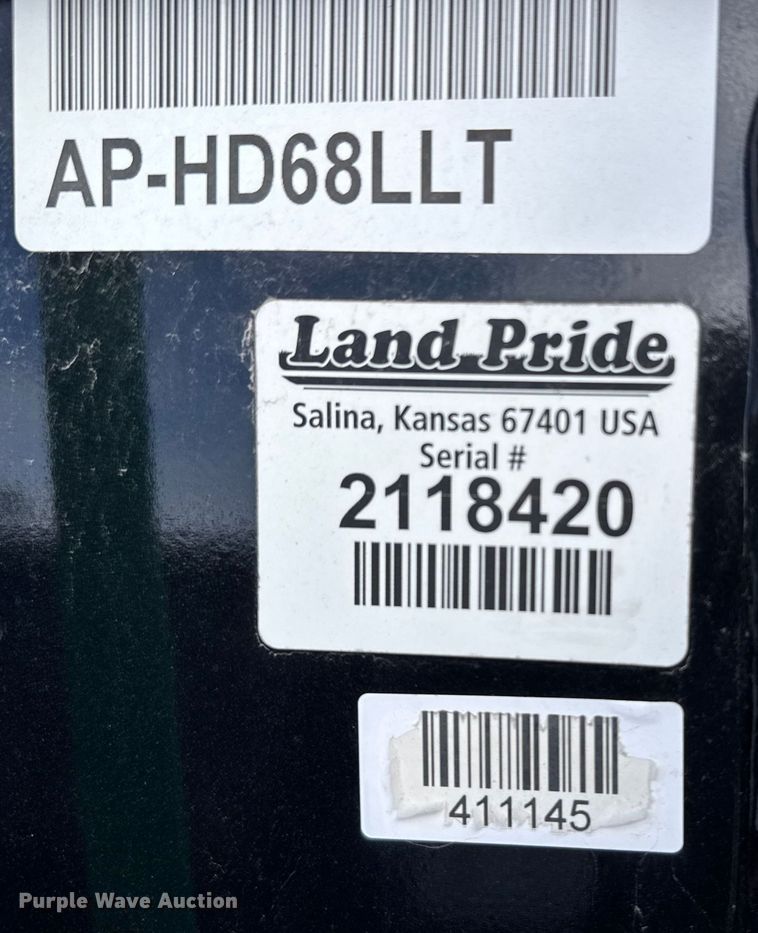 AP-HD68LLT
Land Pride
Salina, Kansas 67401 USA
Serial #
2118420
411145
Purple Wave Auction